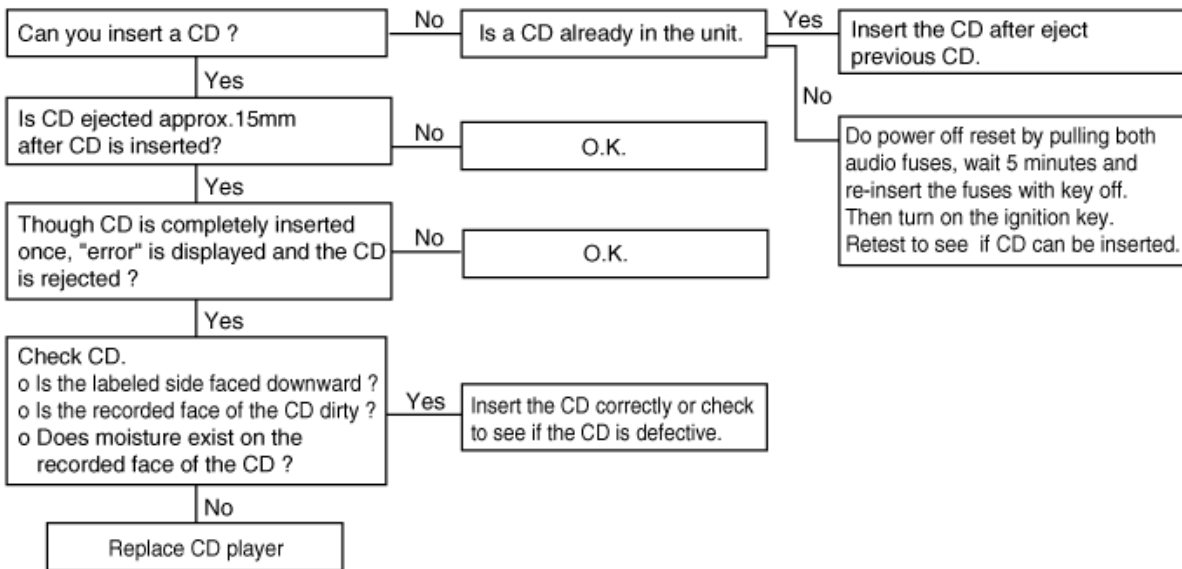 Can you insert a CD ?
No
Is a CD already in the unit.
Yes
Insert the CD after eject
previous CD.
Yes
No
Is CD ejected approx.15mm
after CD is inserted?
No
O.K.
Do power off reset by pulling both
audio fuses, wait 5 minutes and
re-insert the fuses with key off.
Then turn on the ignition key.
Retest to see if CD can be inserted.
Yes
Though CD is completely inserted
once, "error" is displayed and the CD
is rejected ?
No
O.K.
Yes
Check CD.
o Is the labeled side faced downward ?
o Is the recorded face of the CD dirty ?
o Does moisture exist on the
recorded face of the CD ?
Yes
Insert the CD correctly or check
to see if the CD is defective.
No
Replace CD player